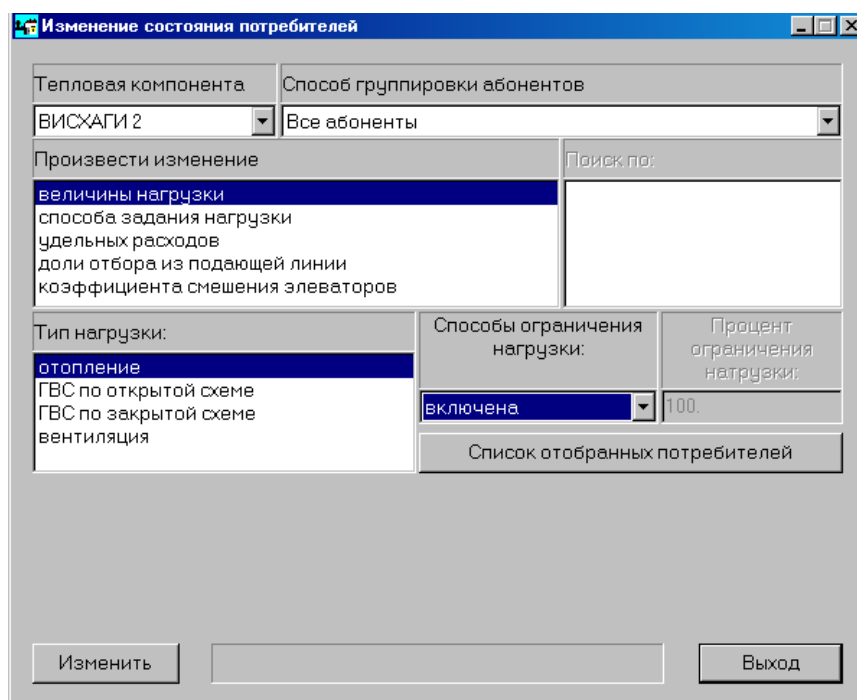 Изменение состояния потребителей
Тепловая компонента
Способ группировки абонентов
ВИСХАГИ 2
Все абоненты
Произвести изменение
Поиск по:
величины нагрузки
способа задания нагрузки
удельных расходов
доли отбора из подающей линии
коэффициента смешения элеваторов
Тип нагрузки:
Способы ограничения
нагрузки:
Процент
ограничения
натрузки:
отопление
ГВС по открытой схеме
ГВС по закрытой схеме
вентиляция
включена
100.
Список отобранных потребителей
Изменить
Выход